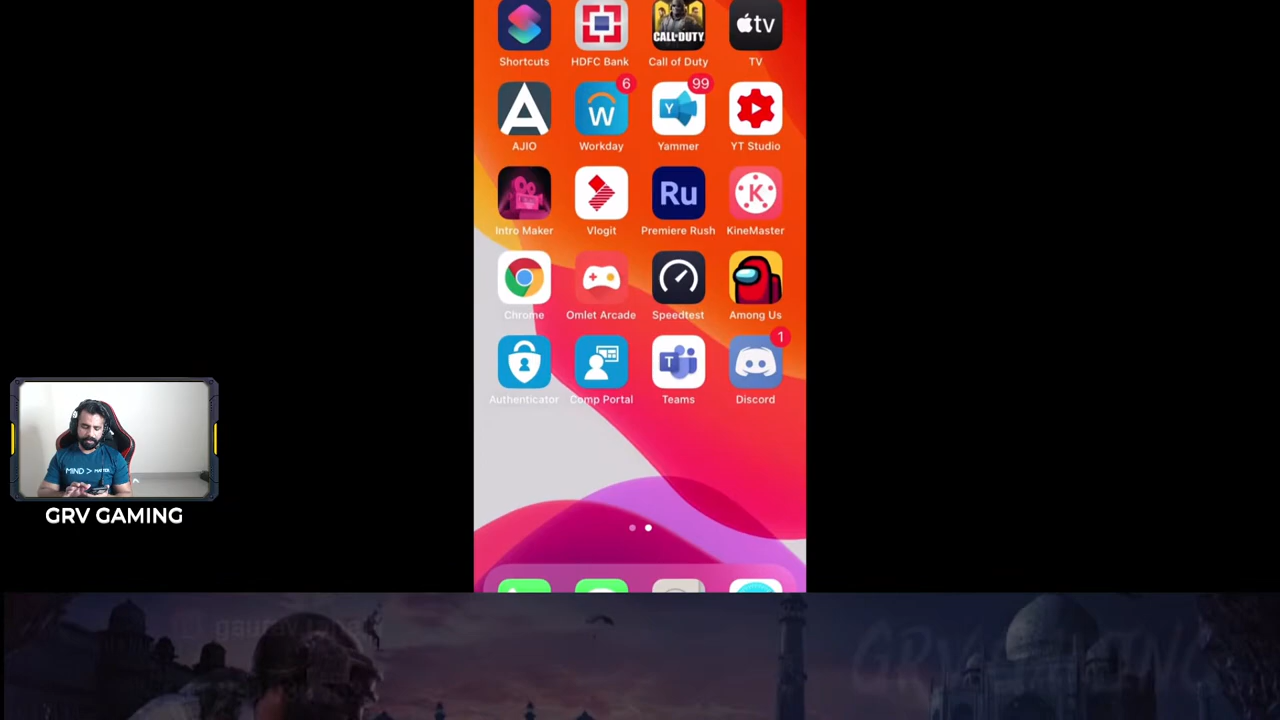 CALL OF DUTY
tv
Shortcuts HDFC Bank Call of Duty TV
6 99
W Y
AJIO Workday Yammer YT Studio
Ru K
Intro Maker Vlogit Premiere Rush KineMaster
Chrome Omlet Arcade Speedtest Among Us
1
T
Authenticator Comp Portal Teams Discord
MIND >
GRV GAMING
GRV GAMING